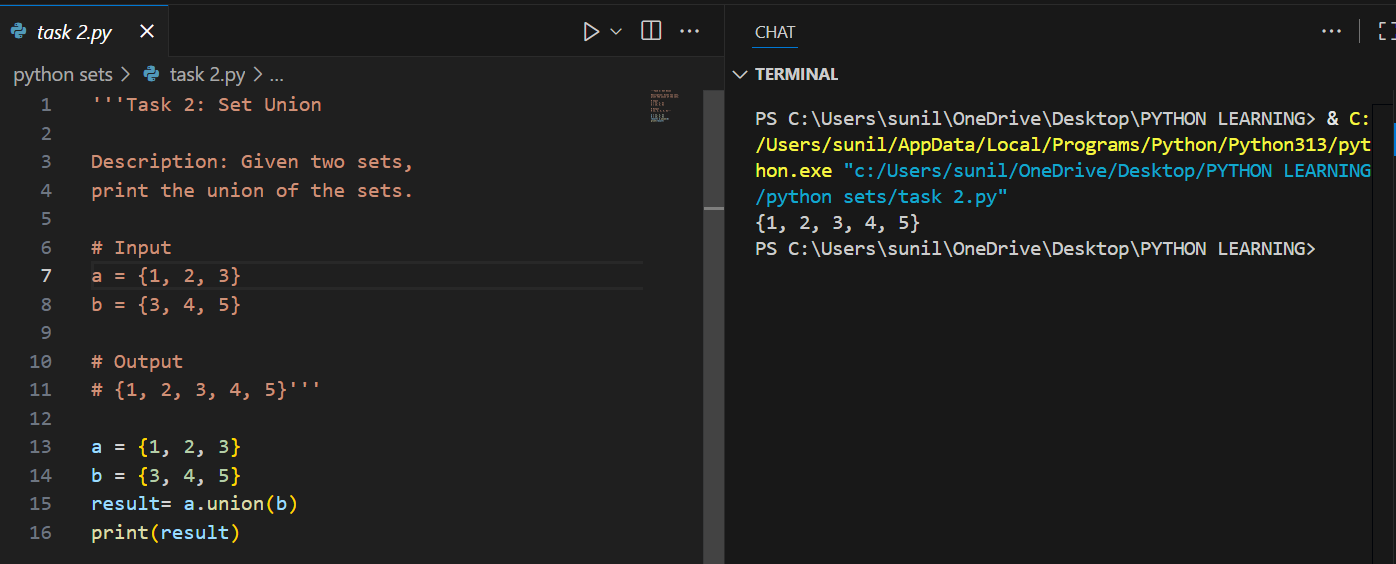 task 2.py
python sets > task 2.py > ...
1 '''Task 2: Set Union
2
3 Description: Given two sets,
4 print the union of the sets.
5
6 # Input
7 a = {1, 2, 3}
8 b = {3, 4, 5}
9
10 # Output
11 # {1, 2, 3, 4, 5}'''
12
13 a = {1, 2, 3}
14 b = {3, 4, 5}
15 result= a.union(b)
16 print(result)
CHAT
TERMINAL
PS C:\Users\sunil\OneDrive\Desktop\PYTHON LEARNING> & C:
/Users/sunil/AppData/Local/Programs/Python/Python313/pyt
hon.exe "c:/Users/sunil/OneDrive/Desktop/PYTHON LEARNING
/python sets/task 2.py"
{1, 2, 3, 4, 5}
PS C:\Users\sunil\OneDrive\Desktop\PYTHON LEARNING>